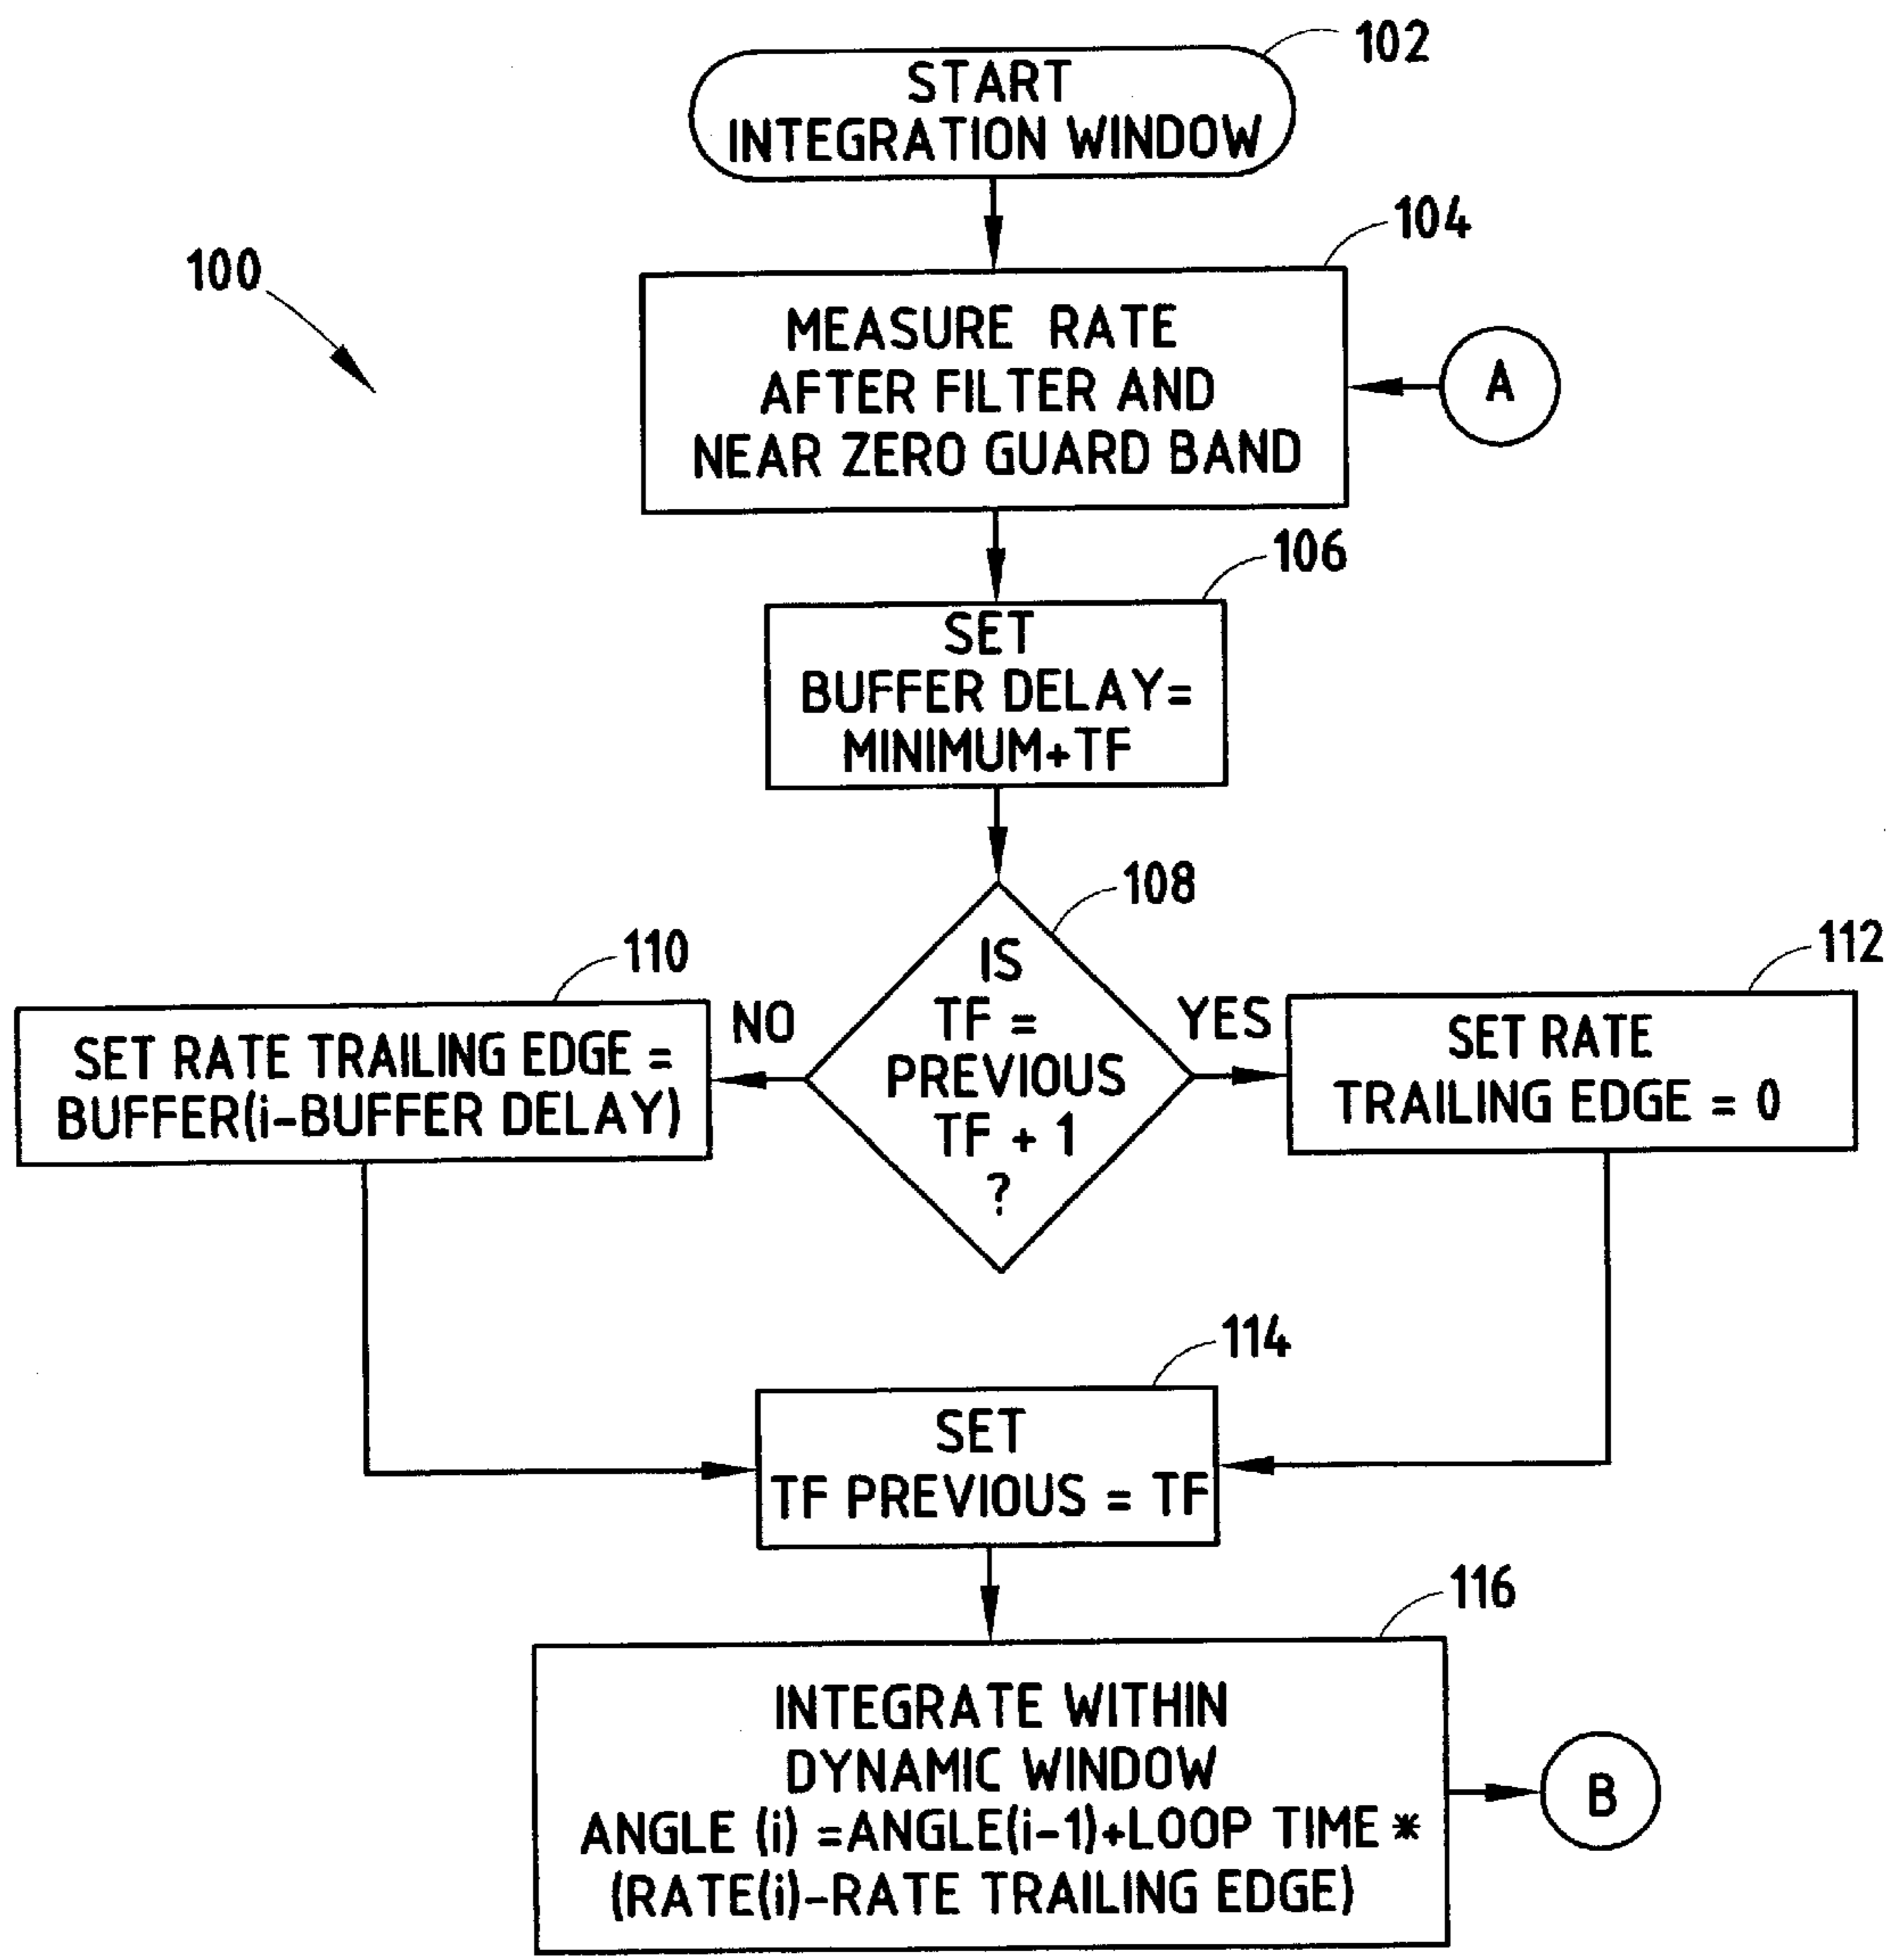 102
START
INTEGRATION WINDOW
104
100
MEASURE RATE
AFTER FILTER AND
NEAR ZERO GUARD BAND
A
106
SET
BUFFER DELAY=
MINIMUM+TF
108
110
112
IS
TF =
PREVIOUS
TF + 1
?
NO
YES
SET RATE TRAILING EDGE =
BUFFER(i-BUFFER DELAY)
SET RATE
TRAILING EDGE = 0
114
SET
TF PREVIOUS = TF
116
INTEGRATE WITHIN
DYNAMIC WINDOW
ANGLE (i) =ANGLE(i-1)+LOOP TIME *
(RATE(i)-RATE TRAILING EDGE)
B